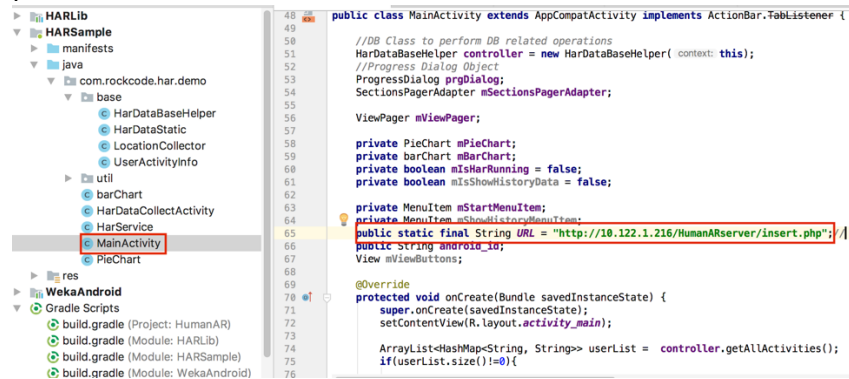 HARLib
HARSample
manifests
java
com.rockcode.har.demo
base
HarDataBaseHelper
HarDataStatic
LocationCollector
UserActivityInfo
util
barChart
HarDataCollectActivity
HarService
MainActivity
PieChart
res
WekaAndroid
Gradle Scripts
build.gradle (Project: HumanAR)
build.gradle (Module: HARLib)
build.gradle (Module: HARSample)
build.gradle (Module: WekaAndroid)
48 public class MainActivity extends AppCompatActivity implements ActionBar.TabListener {
49
50 //DB Class to perform DB related operations
51 HarDataBaseHelper controller = new HarDataBaseHelper( context: this);
52 //Progress Dialog Object
53 ProgressDialog prgDialog;
54 SectionsPagerAdapter mSectionsPagerAdapter;
55
56 ViewPager mViewPager;
57
58 private PieChart mPieChart;
59 private barChart mBarChart;
60 private boolean mIsHarRunning = false;
61 private boolean mIsShowHistoryData = false;
62
63 private MenuItem mStartMenuItem;
64 private MenuItem mShowHistoryMenuItem;
65 public static final String URL = "http://10.122.1.216/HumanARserver/insert.php";//
66 public String android_id;
67 View mViewButtons;
68
69 @Override
70 protected void onCreate(Bundle savedInstanceState) {
71 super.onCreate(savedInstanceState);
72 setContentView(R.layout.activity_main);
73
74 ArrayList<HashMap<String, String>> userList = controller.getAllActivities();
75 if(userList.size()!=0){
76